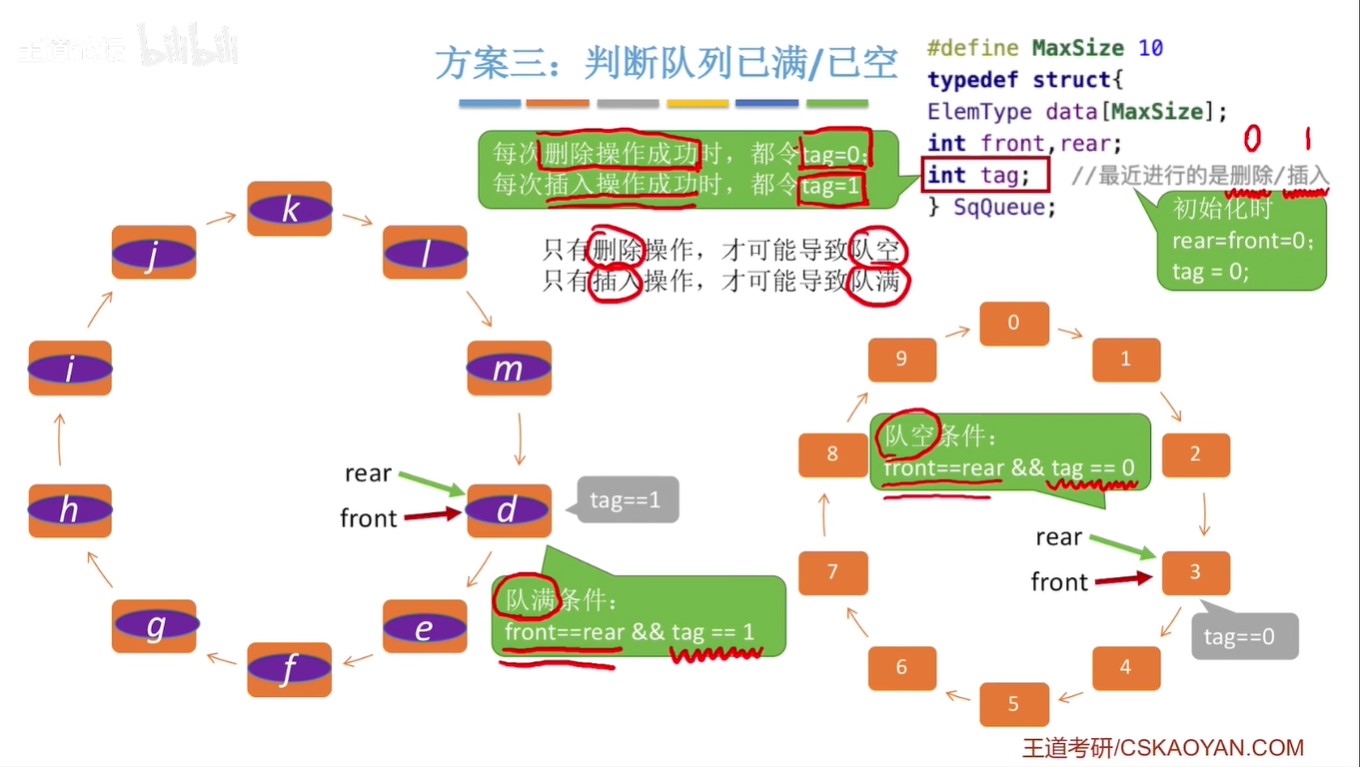 bilibili
方案三：判断队列已满/已空
#define MaxSize 10
typedef struct{
ElemType data[MaxSize];
int front,rear;
0 1
int tag; //最近进行的是删除/插入
} SqQueue;
每次删除操作成功时，都令tag=0；
每次插入操作成功时，都令tag=1
初始化时
rear=front=0；
tag = 0;
只有删除操作，才可能导致队空
只有插入操作，才可能导致队满
k
l
m
d
e
f
g
h
i
j
rear
front
tag==1
队满条件：
front==rear && tag == 1
0
1
2
3
4
5
6
7
8
9
队空条件：
front==rear && tag == 0
rear
front
tag==0
王道考研/CSKAOYAN.COM